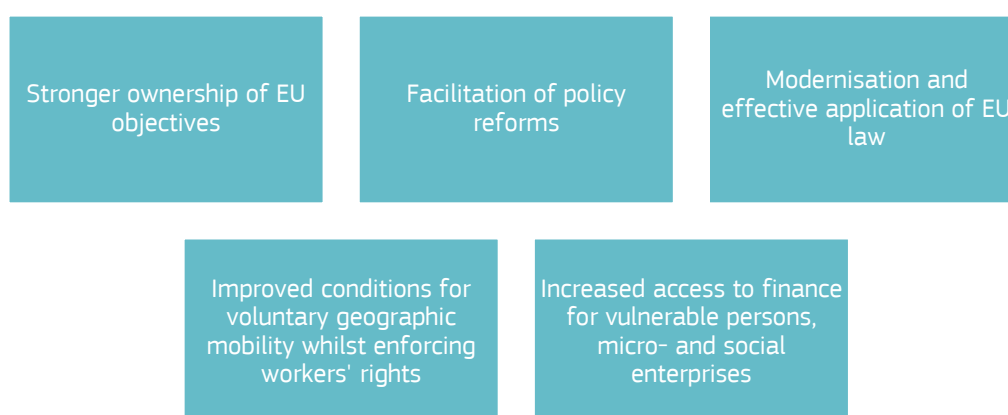 Stronger ownership of EU
objectives
Facilitation of policy
reforms
Modernisation and
effective application of EU
law
Improved conditions for
voluntary geographic
mobility whilst enforcing
workers' rights
Increased access to finance
for vulnerable persons,
micro- and social
enterprises